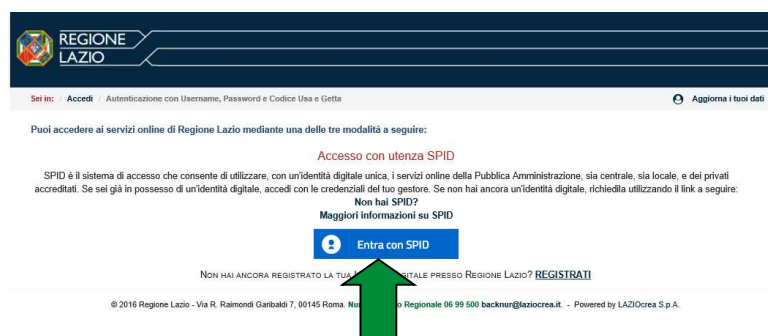 REGIONE
LAZIO
Sei in: / Accedi / Autenticazione con Username, Password e Codice Usa e Getta
Aggiorna i tuoi dati
Puoi accedere ai servizi online di Regione Lazio mediante una delle tre modalità a seguire:
Accesso con utenza SPID
SPID è il sistema di accesso che consente di utilizzare, con un'identità digitale unica, i servizi online della Pubblica Amministrazione, sia centrale, sia locale, e dei privati
accreditati. Se sei già in possesso di un'identità digitale, accedi con le credenziali del tuo gestore. Se non hai ancora un'identità digitale, richiedila utilizzando il link a seguire:
Non hai SPID?
Maggiori informazioni su SPID
Entra con SPID
NON HAI ANCORA REGISTRATO LA TUA PRESSO REGIONE LAZIO? REGISTRATI
© 2016 Regione Lazio - Via R. Raimondi Garibaldi 7, 00145 Roma. Regionale 06 99 500 backnur@laziocrea.it - Powered by LAZIOcrea S.p.A.